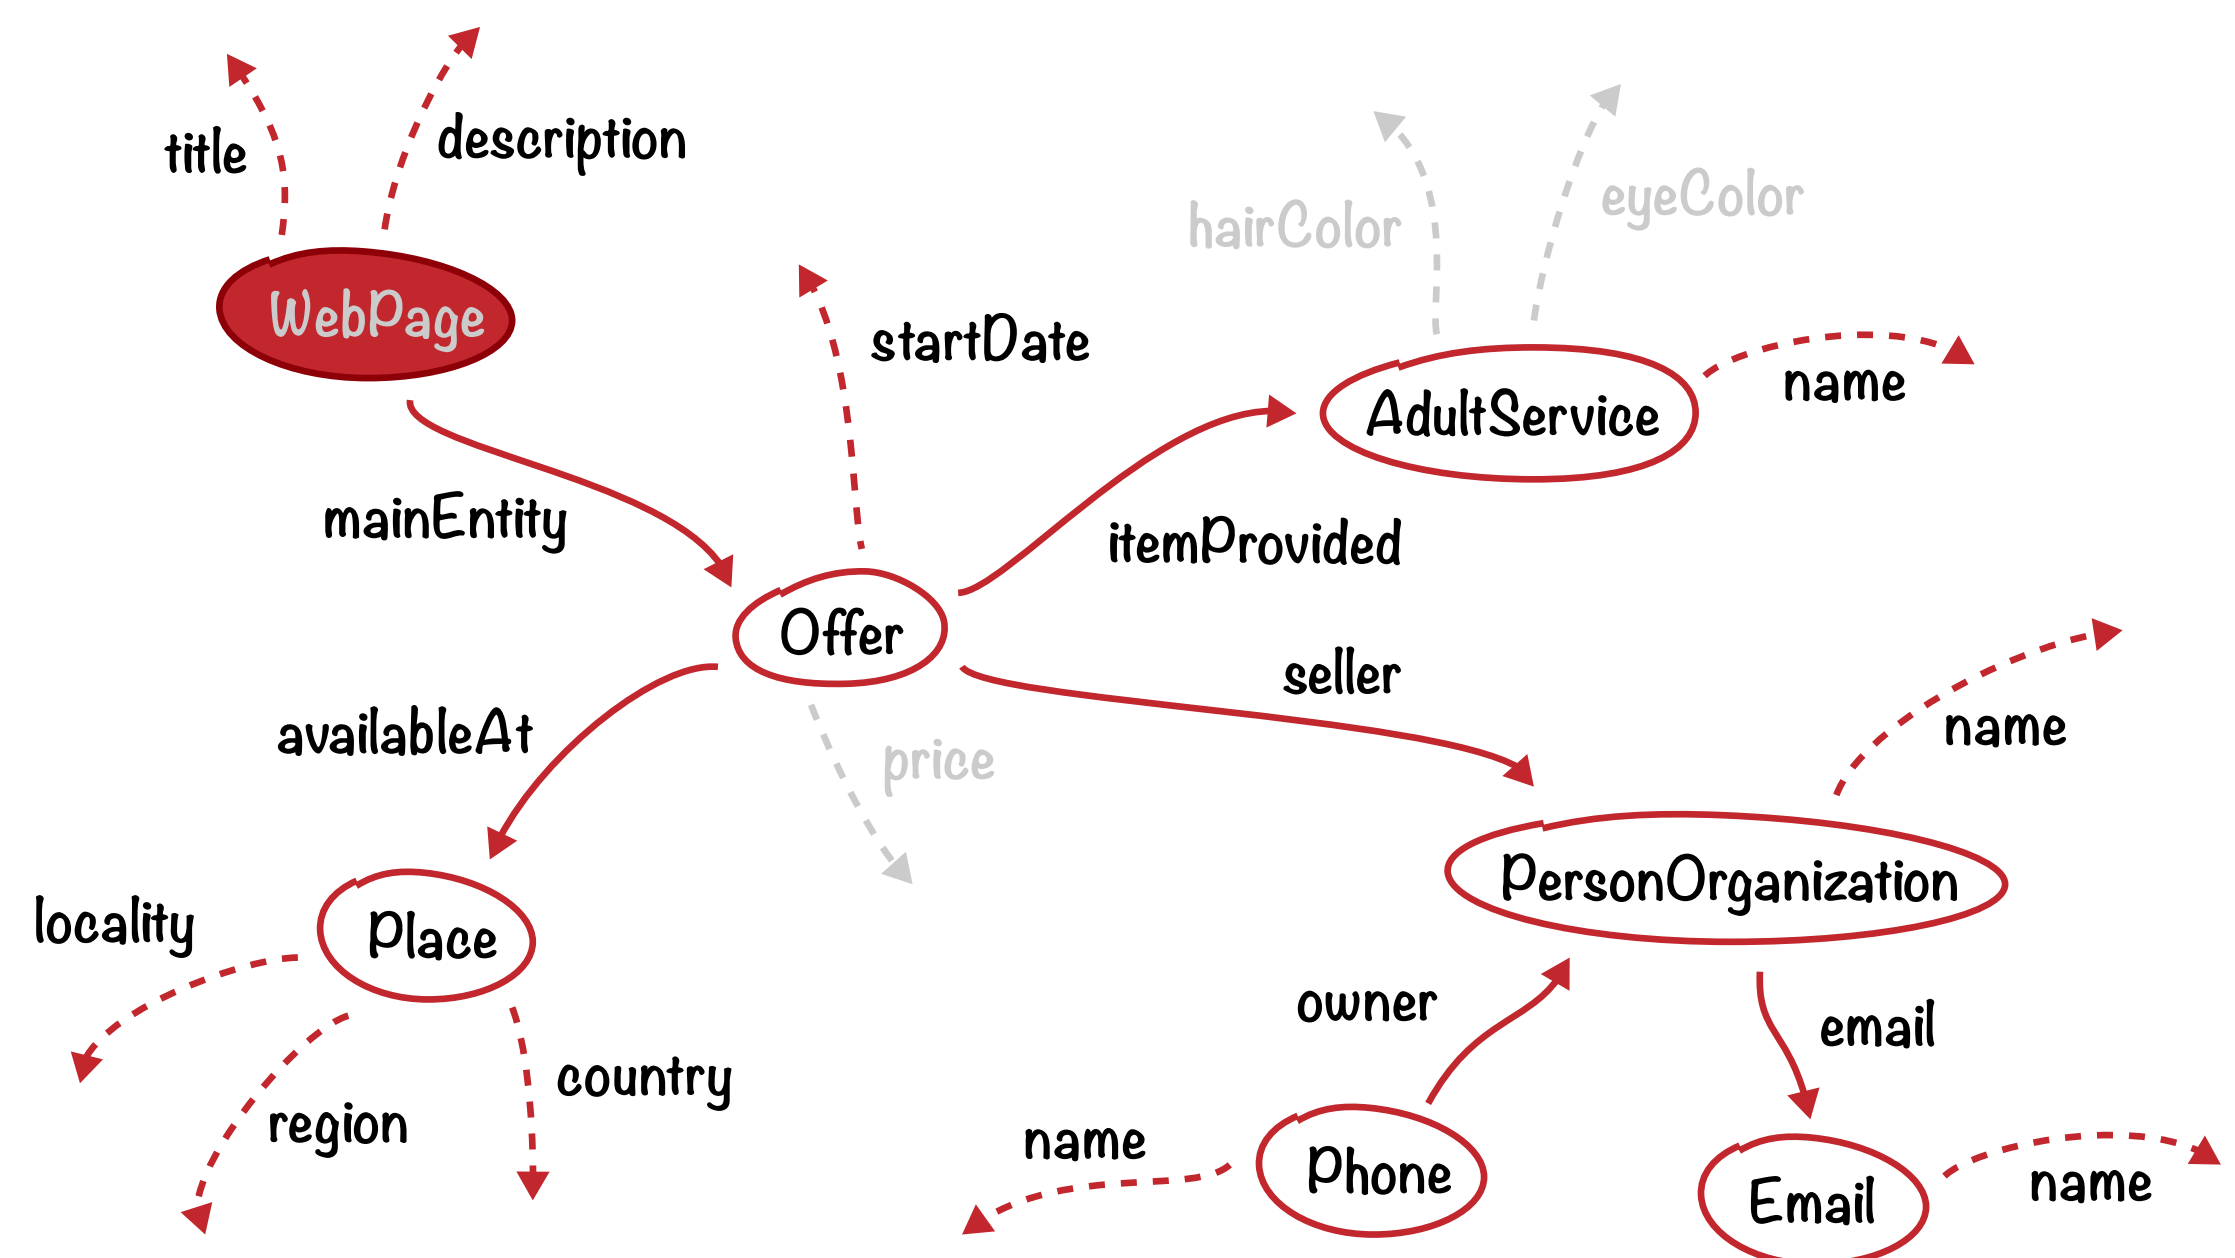 title
description
hairColor
eyeColor
WebPage
startDate
name
AdultService
mainEntity
itemProvided
Offer
seller
availableAt
price
name
PersonOrganization
locality
Place
owner
email
country
region
name
Phone
Email
name